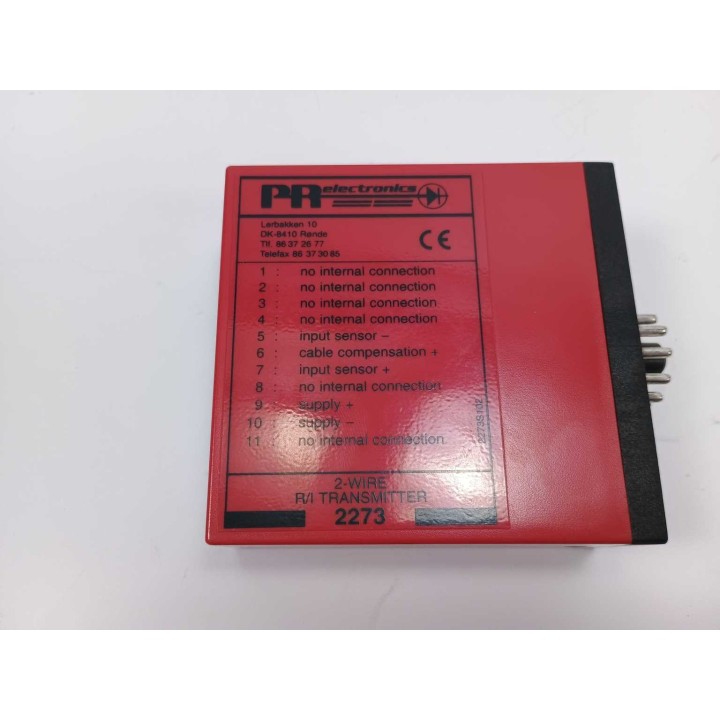 PR electronics
Lerbakken 10
DK-8410 Rønde
Tlf. 86 37 26 77
Telefax 86 37 30 85
CE
1 : no internal connection
2 : no internal connection
3 : no internal connection
4 : no internal connection
5 : input sensor –
6 : cable compensation +
7 : input sensor +
8 : no internal connection
9 : supply +
10 : supply –
11 : no internal connection
2273S102
2-WIRE
R/I TRANSMITTER
2273